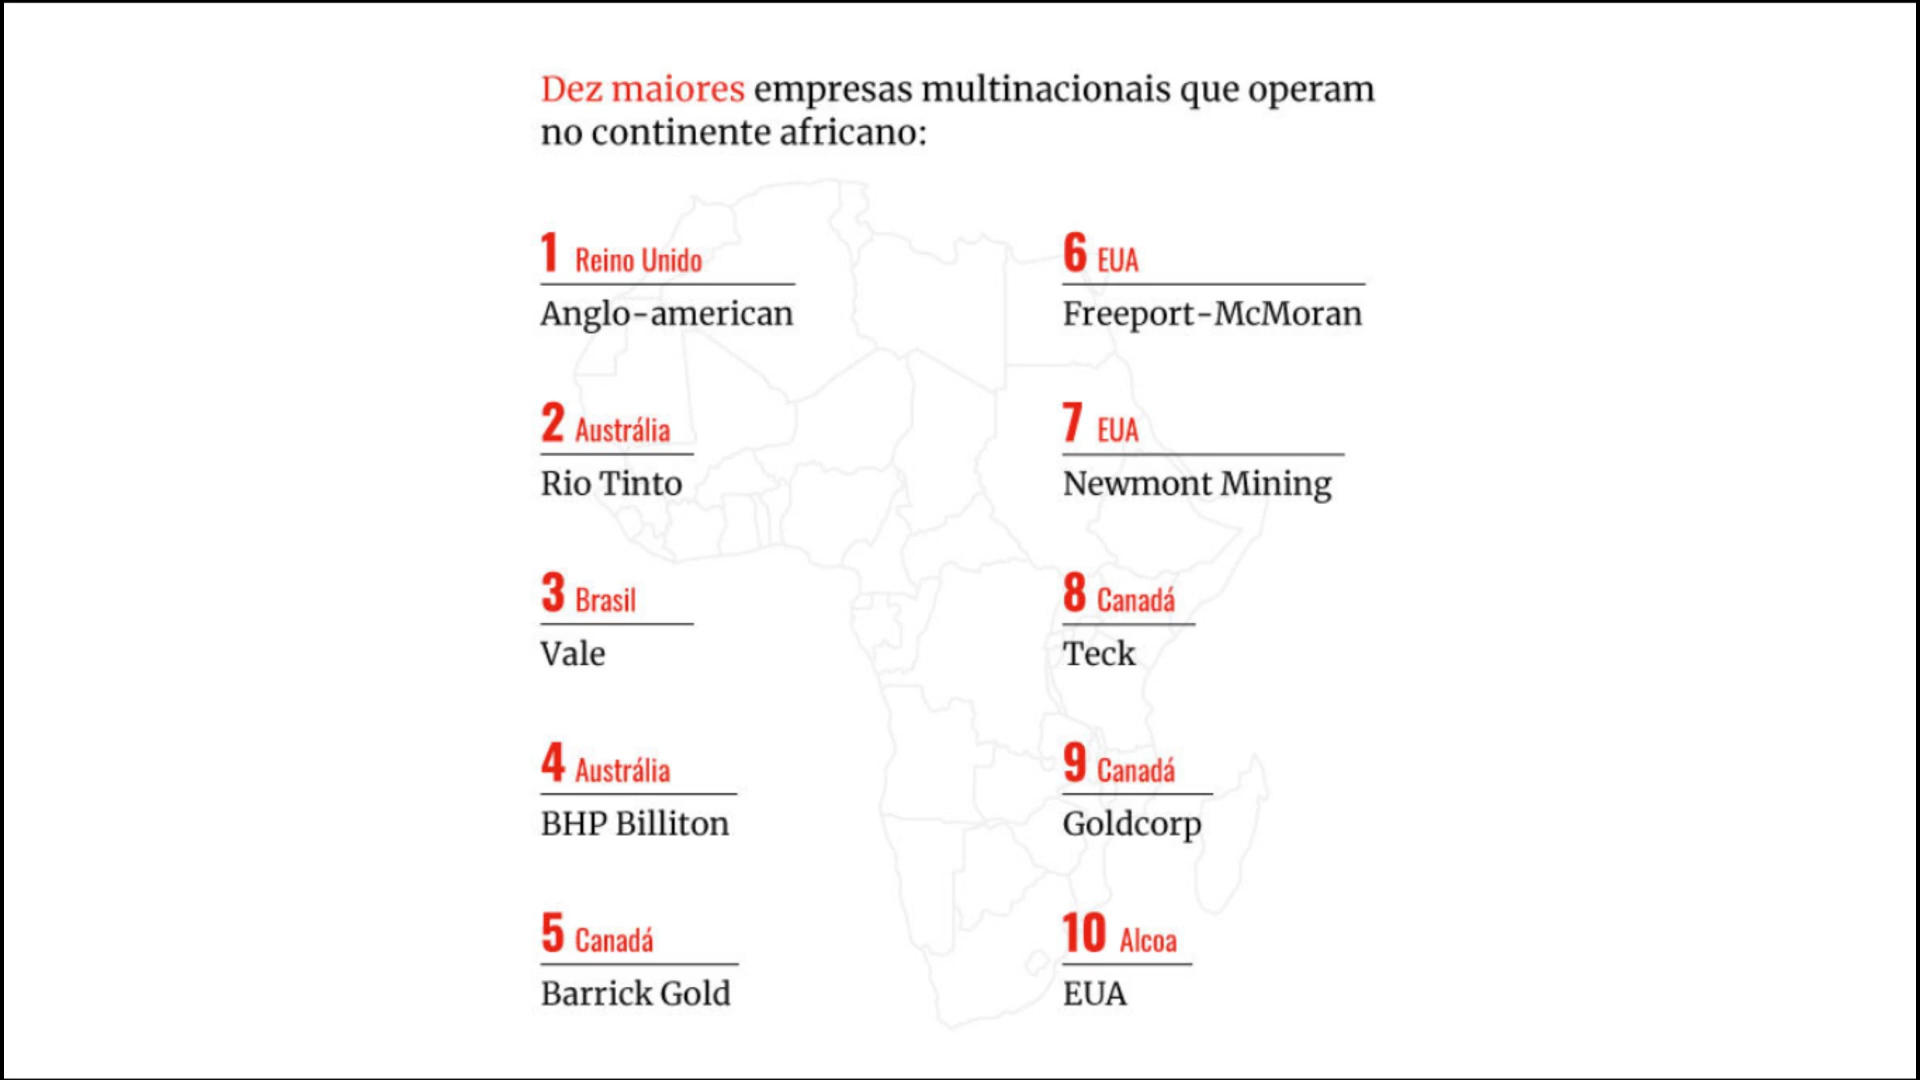 Dez maiores empresas multinacionais que operam
no continente africano:
1 Reino Unido
Anglo-american
2 Austrália
Rio Tinto
3 Brasil
Vale
4 Austrália
BHP Billiton
5 Canadá
Barrick Gold
6 EUA
Freeport-McMoran
7 EUA
Newmont Mining
8 Canadá
Teck
9 Canadá
Goldcorp
10 Alcoa
EUA